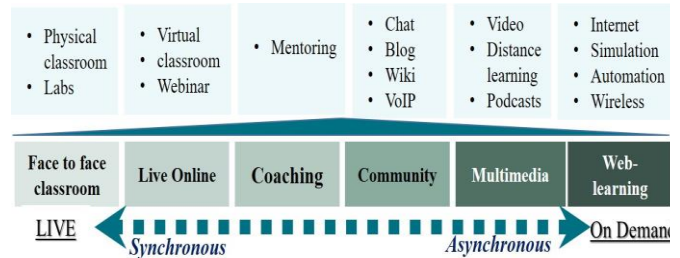 • Physical
classroom
• Labs
• Virtual
• classroom
• Webinar
• Mentoring
• Chat
• Blog
• Wiki
• VoIP
• Video
• Distance
learning
• Podcasts
• Internet
• Simulation
• Automation
• Wireless
Face to face
classroom
Live Online
Coaching
Community
Multimedia
Web-
learning
LIVE
Synchronous
Asynchronous
On Demand